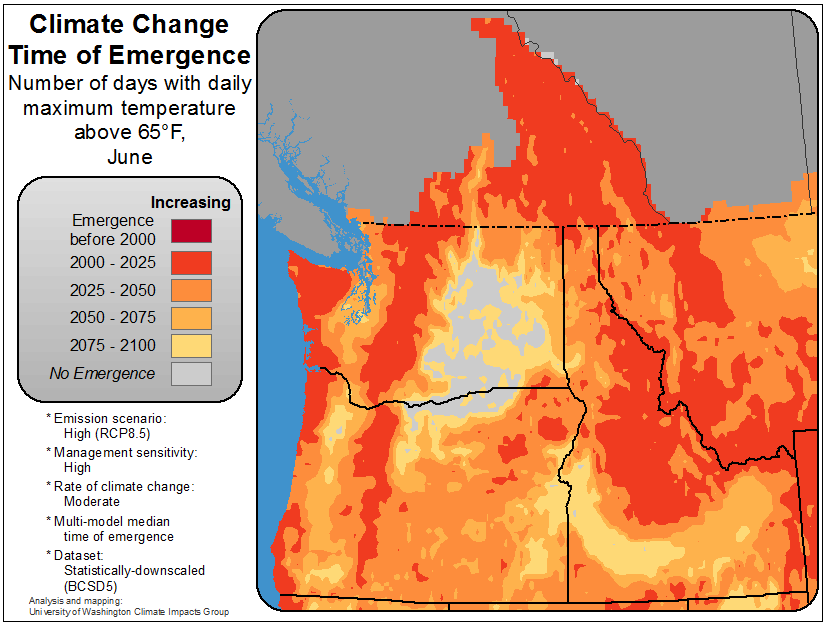 Climate Change
Time of Emergence
Number of days with daily
maximum temperature
above 65°F,
June
Increasing
Emergence
before 2000
2000 - 2025
2025 - 2050
2050 - 2075
2075 - 2100
No Emergence
* Emission scenario:
High (RCP8.5)
* Management sensitivity:
High
* Rate of climate change:
Moderate
* Multi-model median
time of emergence
* Dataset:
Statistically-downscaled
(BCSD5)
Analysis and mapping:
University of Washington Climate Impacts Group